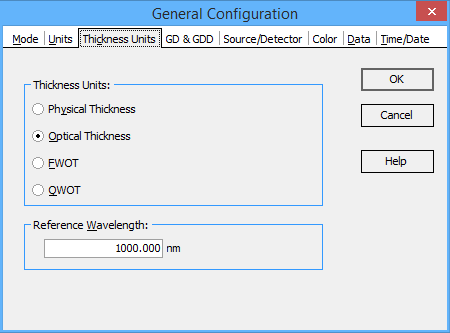 General Configuration
Mode Units Thickness Units GD & GDD Source/Detector Color Data Time/Date
Thickness Units:
Physical Thickness
Optical Thickness
FWOT
QWOT
Reference Wavelength:
1000.000 nm
OK
Cancel
Help